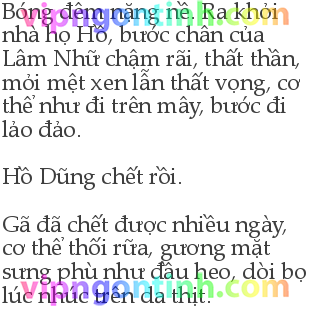 Bóng đêm nặng nề. Ra khỏi
nhà họ Hồ, bước chân của
Lâm Nhữ chậm rãi, thất thần,
mỏi mệt xen lẫn thất vọng, cơ
thể như đi trên mây, bước đi
lảo đảo.
Hồ Dũng chết rồi.
Gã đã chết được nhiều ngày,
cơ thể thối rữa, gương mặt
sưng phù như đầu heo, dòi bọ
lúc nhúc trên da thịt.
vipngontinh.com
vipngontinh.com